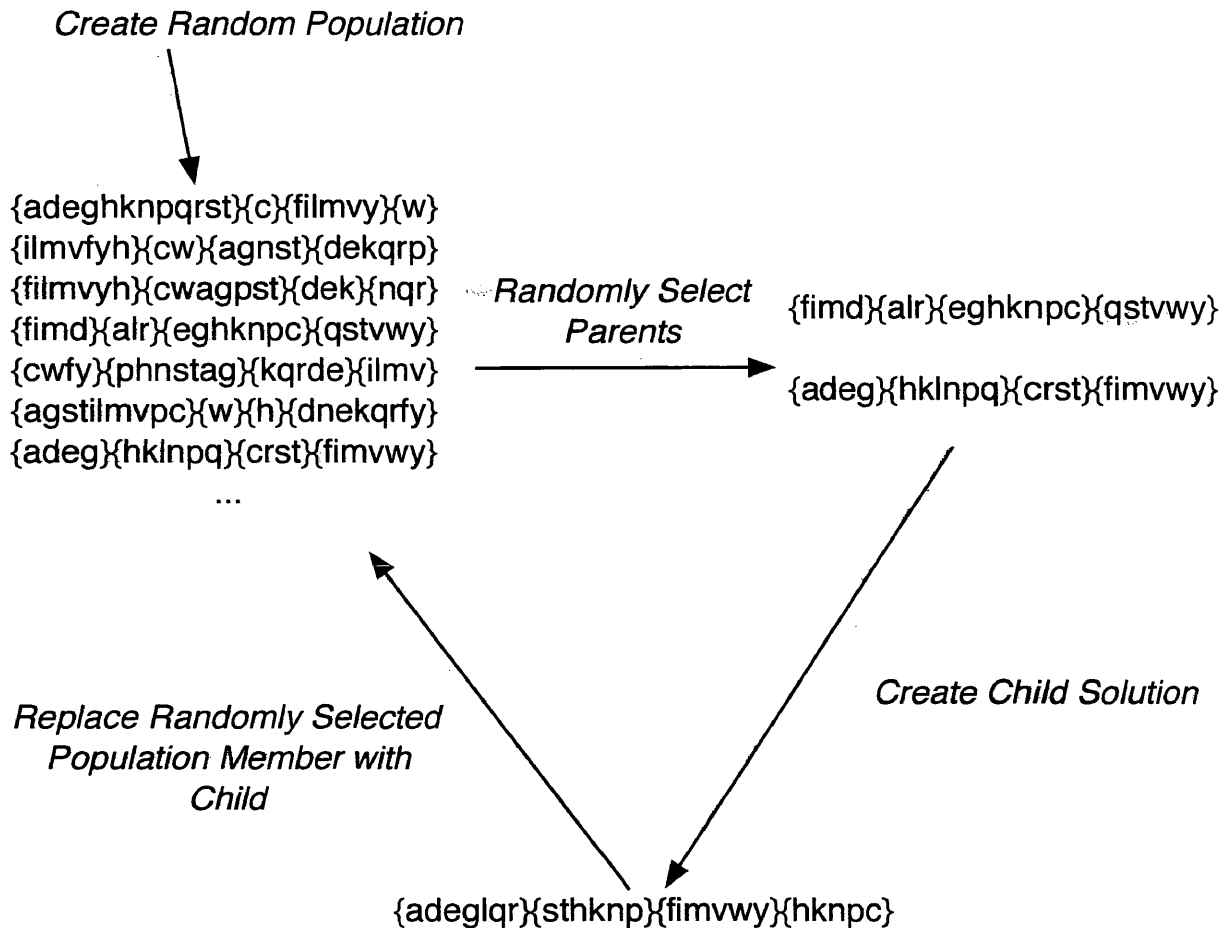 Create Random Population
{adeghknpqrst}{c}{filmvy}{w}
{ilmvfyh}{cw}{agnst}{dekqrp}
{filmvyh}{cwagpst}{dek}{nqr}
{fimd}{alr}{eghknpc}{qstvwy}
{cwfy}{phnstag}{kqrde}{ilmv}
{agstilmvpc}{w}{h}{dnekqrfy}
{adeg}{hklnpq}{crst}{fimvwy}
...
Randomly Select
Parents
{fimd}{alr}{eghknpc}{qstvwy}
{adeg}{hklnpq}{crst}{fimvwy}
Create Child Solution
Replace Randomly Selected
Population Member with
Child
{adeglqr}{sthknp}{fimvwy}{hknpc}